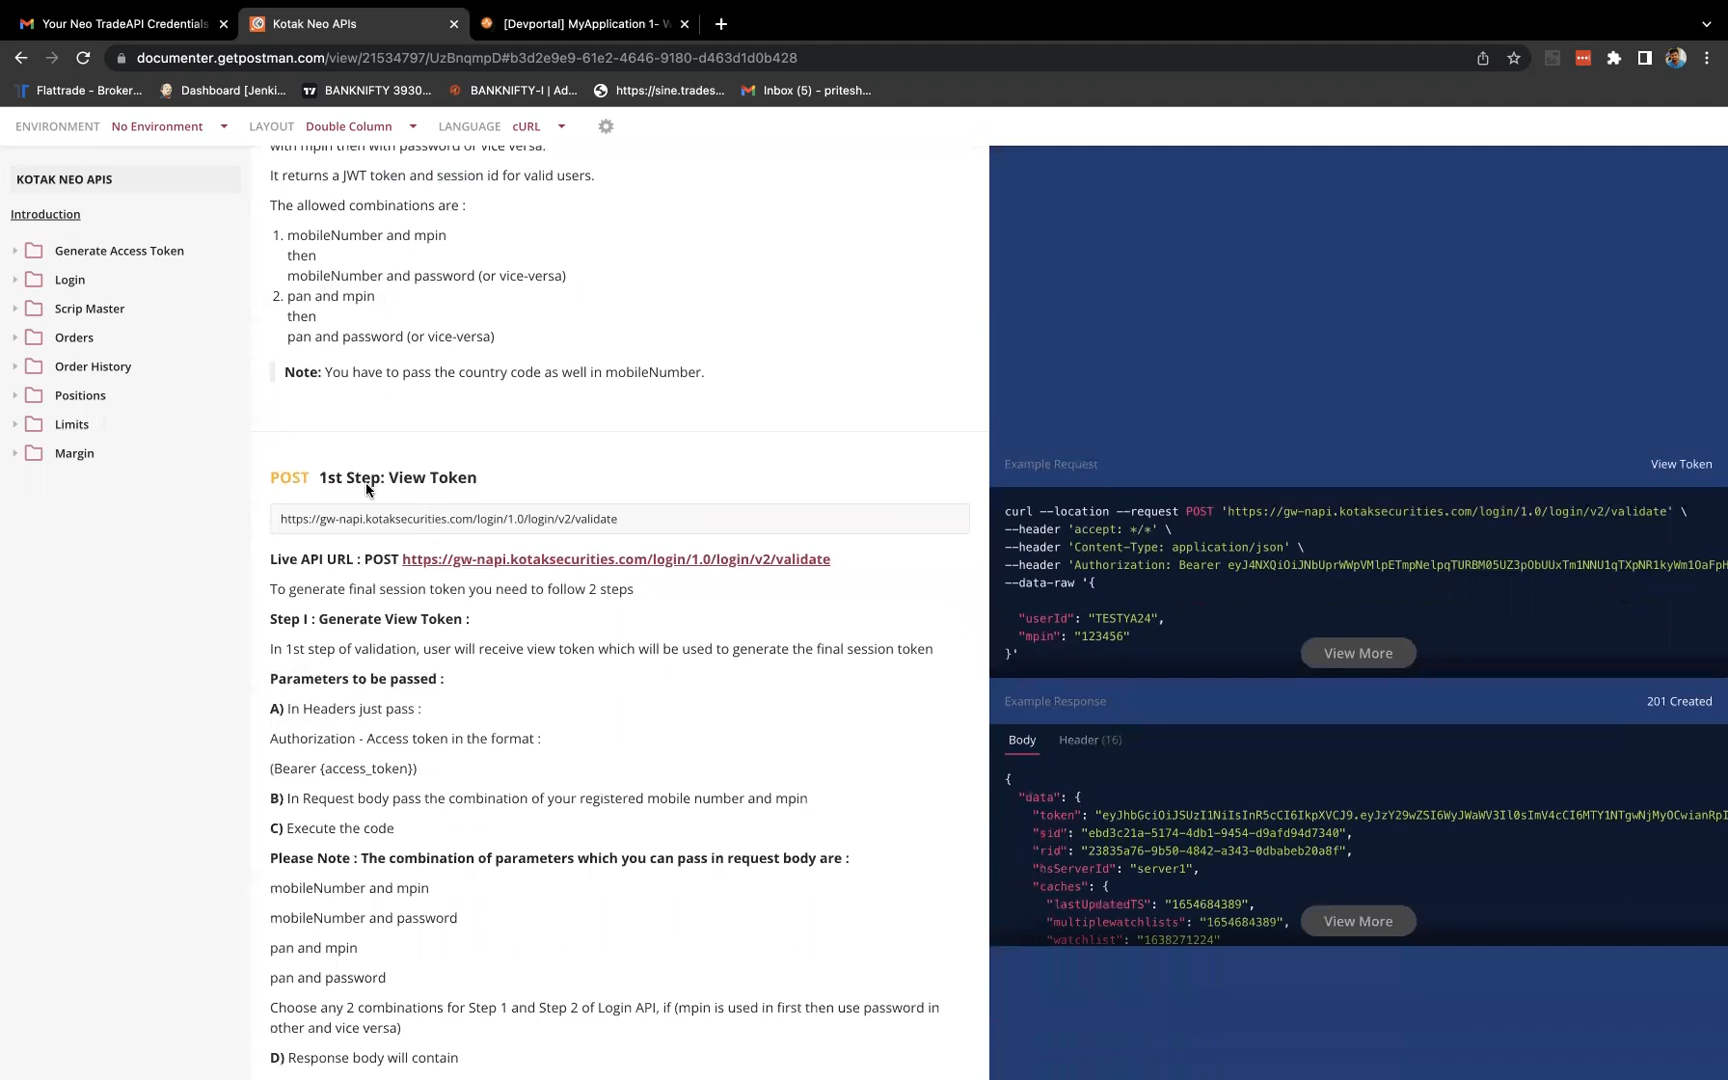 Your Neo TradeAPI Credentials
Kotak Neo APIs
[Devportal] MyApplication 1- W
documenter.getpostman.com/view/21534797/UzBnqmpD#b3d2e9e9-61e2-4646-9180-d463d1d0b428
Flattrade - Broker...
Dashboard [Jenki...
BANKNIFTY 3930...
BANKNIFTY-I | Ad...
https://sine.trades...
Inbox (5) - pritesh...
ENVIRONMENT No Environment LAYOUT Double Column LANGUAGE cURL
KOTAK NEO APIS
Introduction
Generate Access Token
Login
Scrip Master
Orders
Order History
Positions
Limits
Margin
with mpin then with password or vice versa.
It returns a JWT token and session id for valid users.
The allowed combinations are :
1. mobileNumber and mpin
then
mobileNumber and password (or vice-versa)
2. pan and mpin
then
pan and password (or vice-versa)
Note: You have to pass the country code as well in mobileNumber.
POST 1st Step: View Token
https://gw-napi.kotaksecurities.com/login/1.0/login/v2/validate
Live API URL : POST https://gw-napi.kotaksecurities.com/login/1.0/login/v2/validate
To generate final session token you need to follow 2 steps
Step I : Generate View Token :
In 1st step of validation, user will receive view token which will be used to generate the final session token
Parameters to be passed :
A) In Headers just pass :
Authorization - Access token in the format :
(Bearer {access_token})
B) In Request body pass the combination of your registered mobile number and mpin
C) Execute the code
Please Note : The combination of parameters which you can pass in request body are :
mobileNumber and mpin
mobileNumber and password
pan and mpin
pan and password
Choose any 2 combinations for Step 1 and Step 2 of Login API, if (mpin is used in first then use password in
other and vice versa)
D) Response body will contain
Example Request View Token
curl --location --request POST 'https://gw-napi.kotaksecurities.com/login/1.0/login/v2/validate' \
--header 'accept: */*' \
--header 'Content-Type: application/json' \
--header 'Authorization: Bearer
--data-raw '{
"userId": "TESTYA24",
"mpin": "123456"
}'
View More
Example Response 201 Created
Body Header (16)
{
"data": {
"token":
"sid": "ebd3c21a-5174-4db1-9454-d9afd94d7340",
"rid": "23835a76-9b50-4842-a343-0dbabeb20a8f",
"hsServerId": "server1",
"caches": {
"lastUpdatedTS": "1654684389",
"multiplewatchlists": "1654684389",
"watchlist": "1638271224"
View More